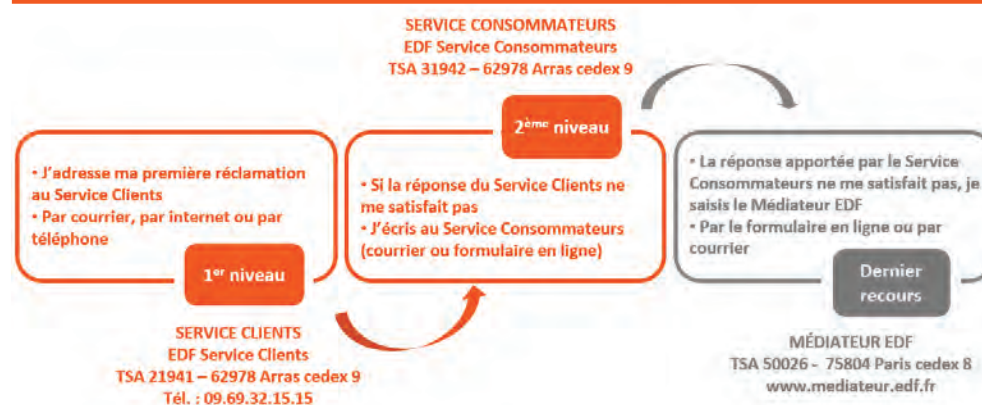 SERVICE CONSOMMATEURS
EDF Service Consommateurs
TSA 31942 – 62978 Arras cedex 9
• J'adresse ma première réclamation
au Service Clients
• Par courrier, par internet ou par
téléphone
1er niveau
SERVICE CLIENTS
EDF Service Clients
TSA 21941 – 62978 Arras cedex 9
Tél. : 09.69.32.15.15
2ème niveau
• Si la réponse du Service Clients ne
me satisfait pas
• J'écris au Service Consommateurs
(courrier ou formulaire en ligne)
• La réponse apportée par le Service
Consommateurs ne me satisfait pas, je
saisis le Médiateur EDF
• Par le formulaire en ligne ou par
courrier
Dernier
recours
MÉDIATEUR EDF
TSA 50026 - 75804 Paris cedex 8
www.mediateur.edf.fr